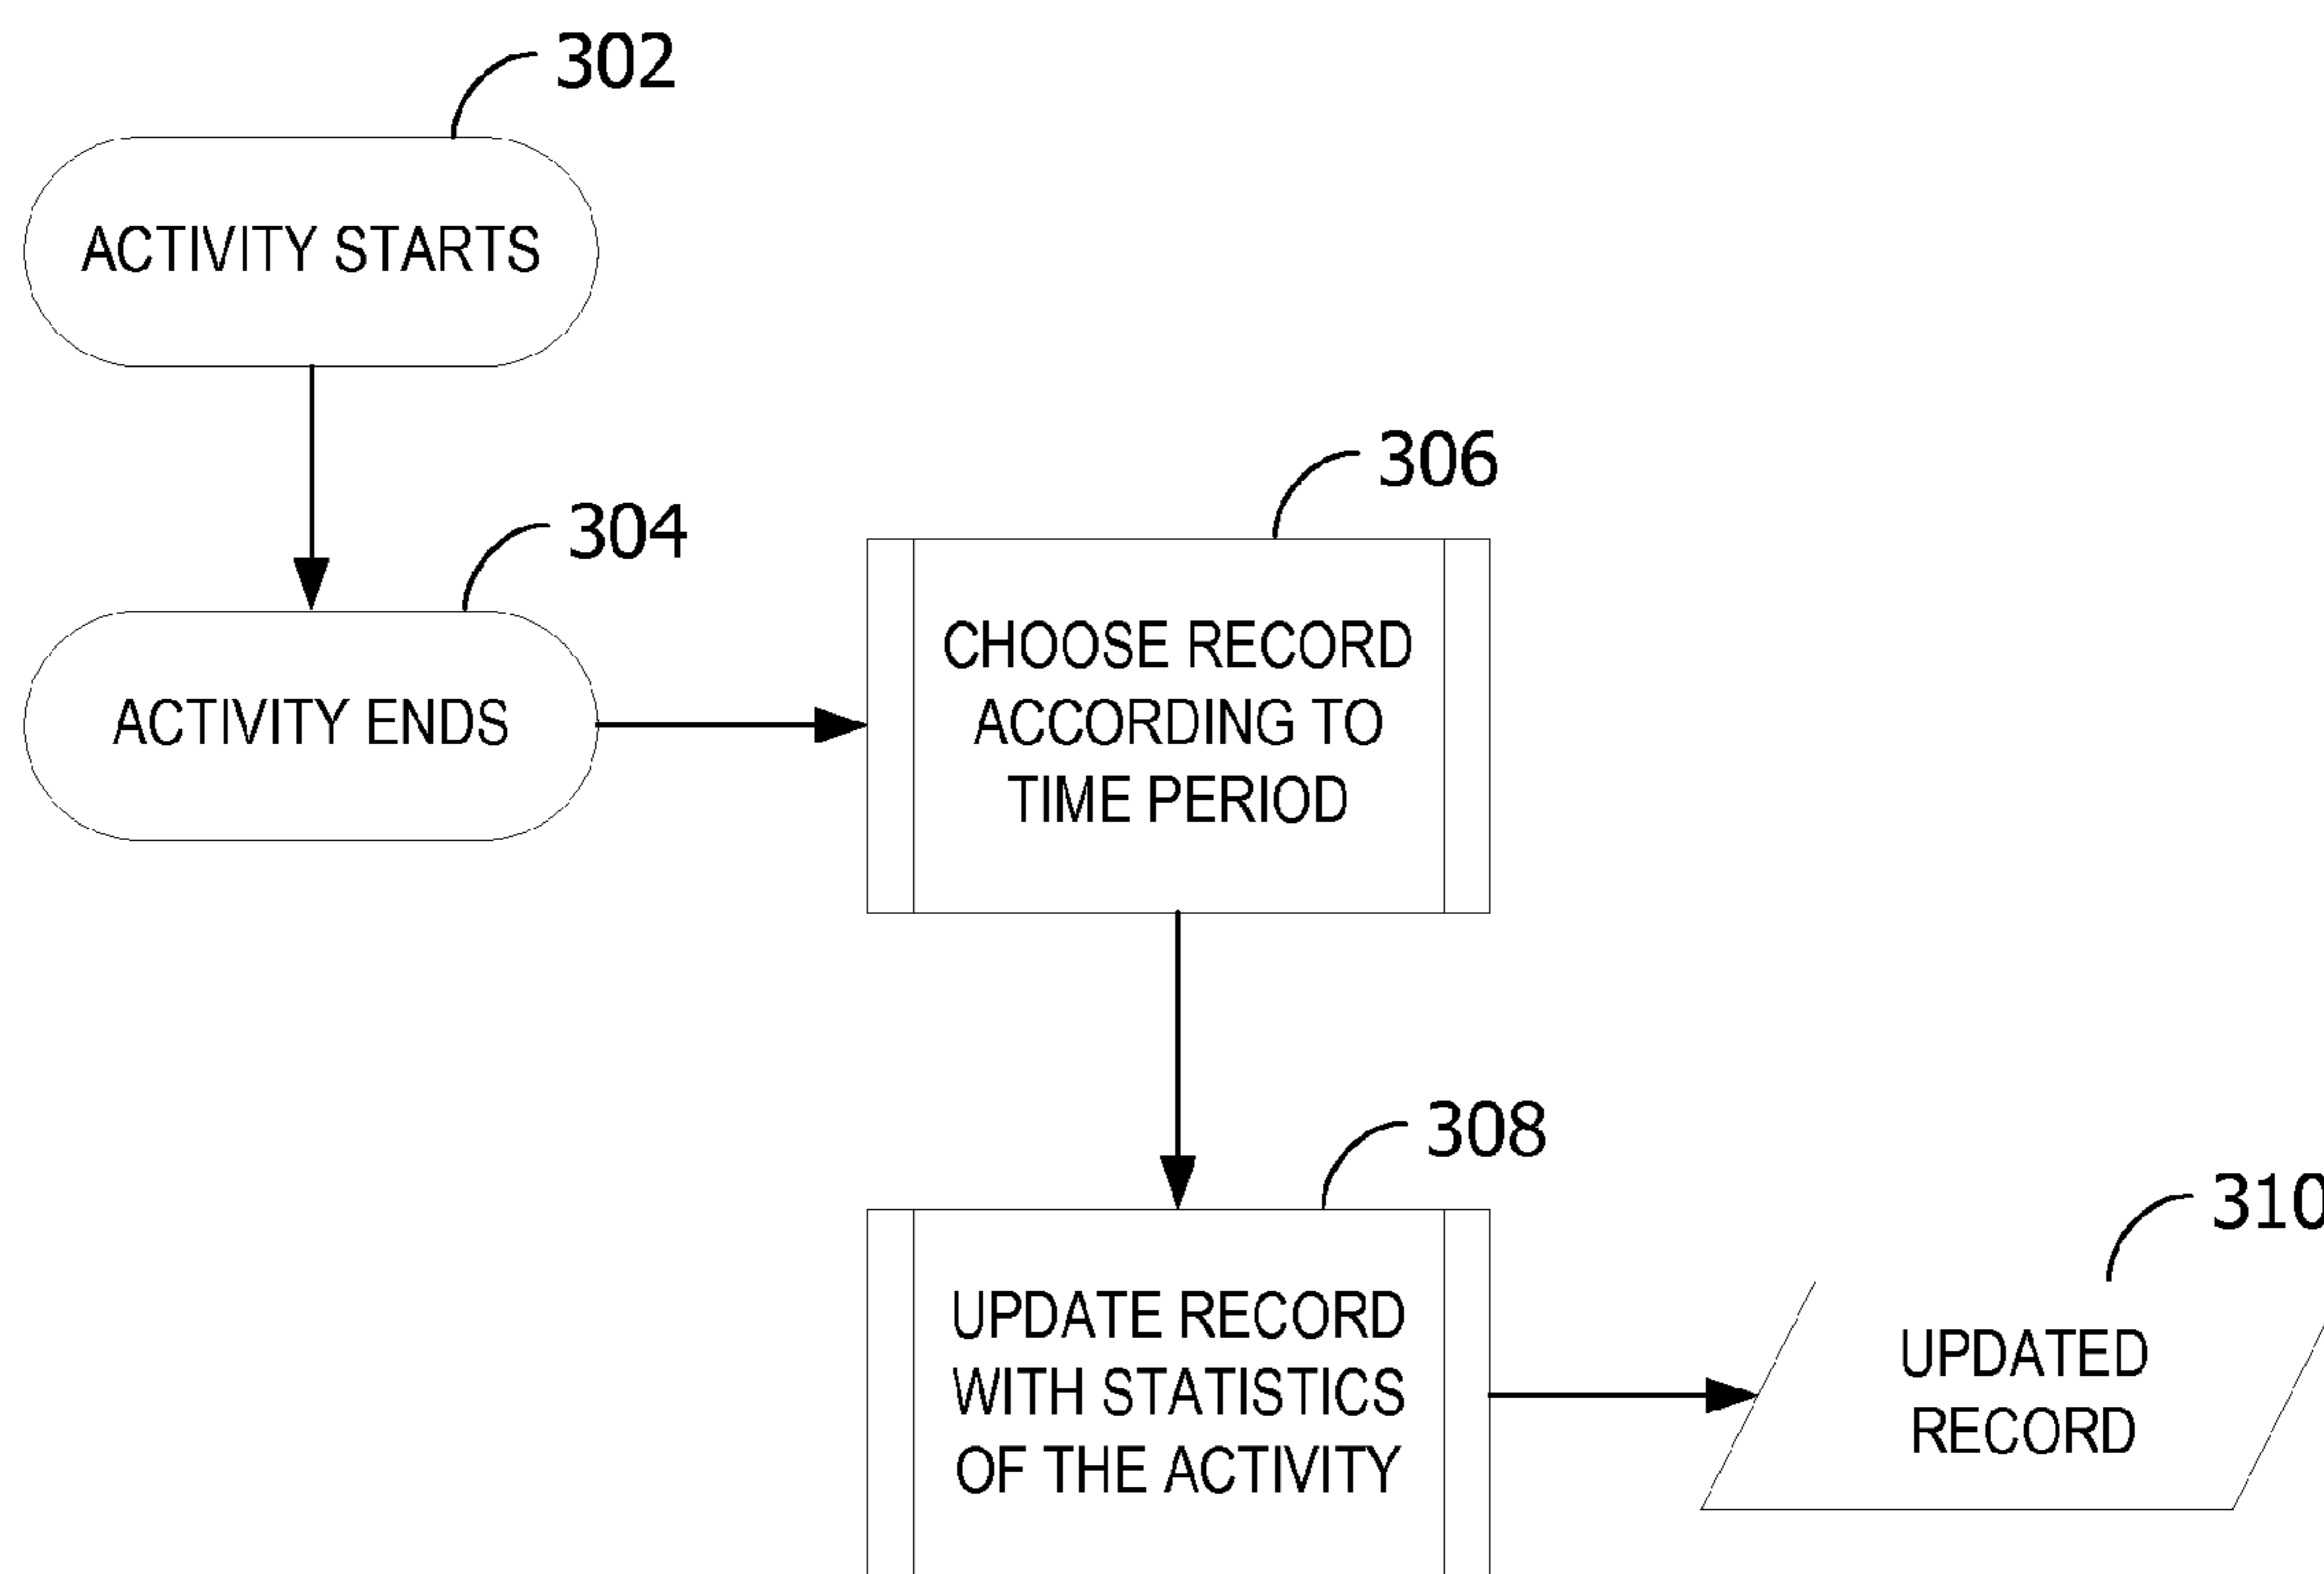 302
ACTIVITY STARTS
304
ACTIVITY ENDS
306
CHOOSE RECORD
ACCORDING TO
TIME PERIOD
308
UPDATE RECORD
WITH STATISTICS
OF THE ACTIVITY
310
UPDATED
RECORD